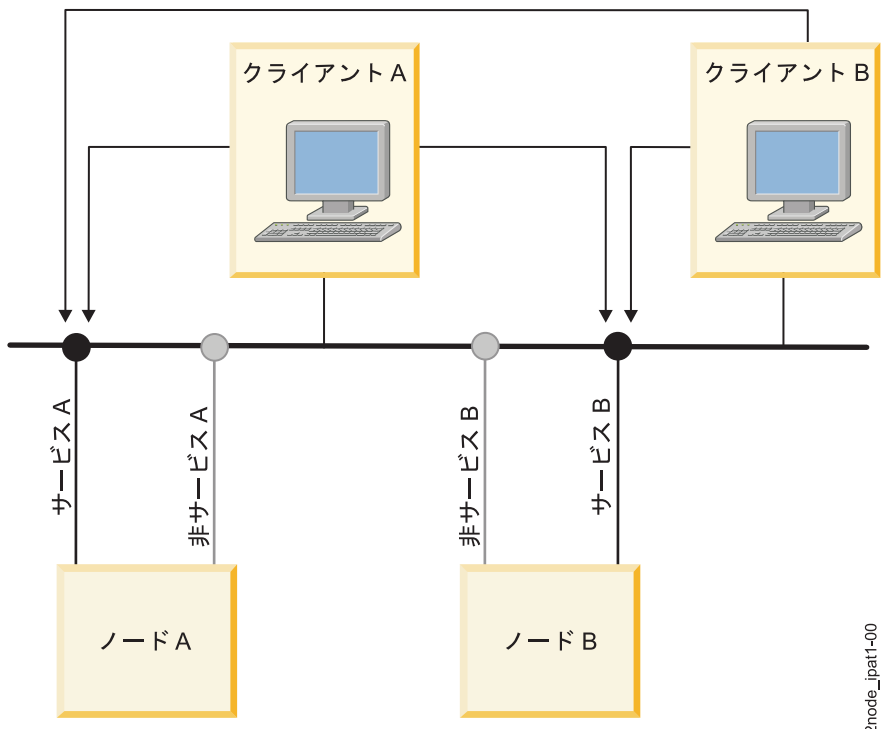 クライアント A
クライアント B
サービス A
非サービス A
非サービス B
サービス B
ノード A
ノード B
2node_ipat1-00